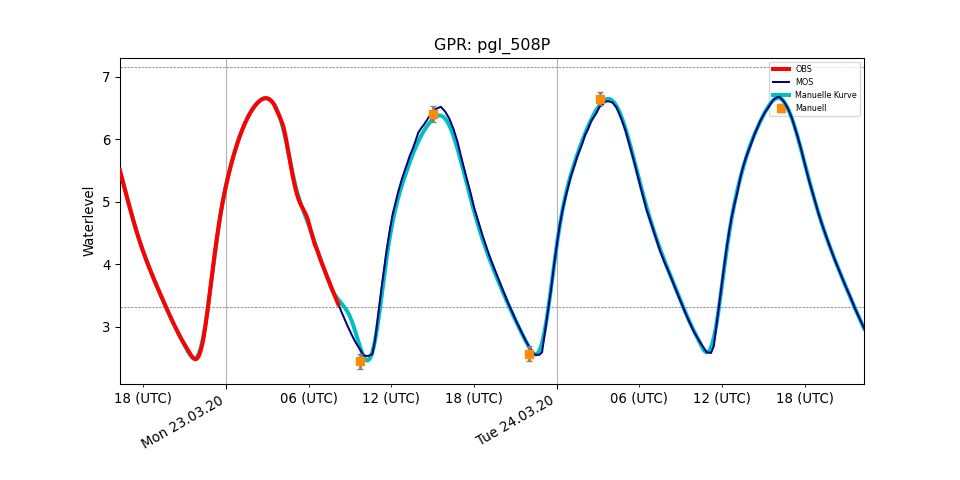 GPR: pgl_508P
OBS
MOS
Manuelle Kurve
Manuell
Waterlevel
7
6
5
4
3
18 (UTC)
Mon 23.03.20
06 (UTC)
12 (UTC)
18 (UTC)
Tue 24.03.20
06 (UTC)
12 (UTC)
18 (UTC)